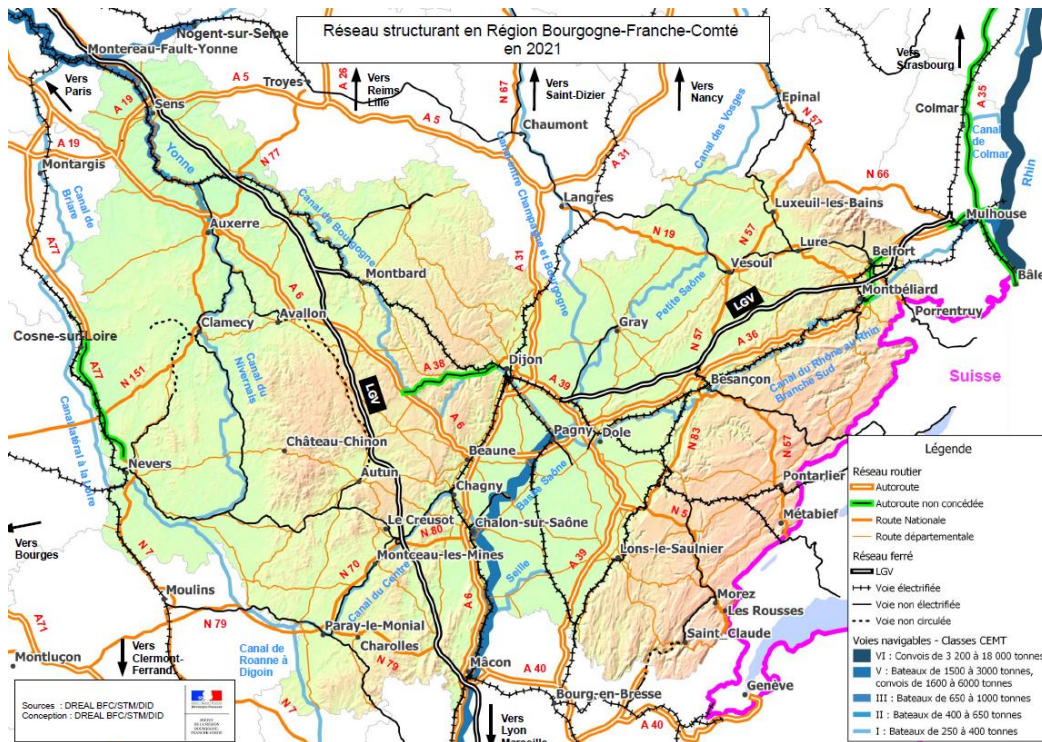 Réseau structurant en Région Bourgogne-Franche-Comté
en 2021
Nogent-sur-Seine
Montereau-Fault-Yonne
Vers
Paris
A 5
Troyes
A 26
Vers
Reims
Lille
N 67
Vers
Saint-Dizier
Vers
Nancy
Epinal
N 57
Vers
Strasbourg
A 35
Colmar
Canal
de
Colmar
Rhin
A 19
Sens
A 19
Yonne
N 77
A 5
Chaumont
Canal entre Champagne et Bourgogne
A 31
Canal des Vosges
Montargis
Canal de
Briare
A77
Auxerre
Canal de Bourgogne
Langres
N 66
Luxeuil-les-Bains
Mulhouse
N 19
N 57
Lure
Belfort
Vesoul
Bâle
Montbard
A 31
A 6
Petite Saône
LGV
Montbéliard
Porrentruy
Cosne-sur-Loire
Clamecy
Avallon
Gray
N 57
A 36
A77
N 151
Canal du
Nivernais
A 38
Dijon
A 39
Canal du Rhône au Rhin
Branche Sud
Suisse
Besançon
LGV
A 6
Canal latéral à la Loire
Château-Chinon
Pagny
Dole
N 83
N 57
Nevers
Beaune
Autun
Chagny
Basse Saône
Pontarlier
Métabief
N 5
Vers
Bourges
Le Creusot
N 80
Chalon-sur-Saône
Montceau-les-Mines
N 7
N 70
Canal du Centre
Seille
A 39
Lons-le-Saulnier
Moulins
A 6
Morez
Les Rousses
N 79
Paray-le-Monial
Saint_Claude
A71
Charolles
Montluçon
Vers
Clermont-
Ferrand
Canal de
Roanne à
Digoin
N 79
Mâcon
A 40
N 7
Bourg-en-Bresse
Genève
A 40
Vers
Lyon
Marseille
Légende
Réseau routier
Autoroute
Autoroute non concédée
Route Nationale
Route départementale
Réseau ferré
LGV
Voie électrifiée
Voie non électrifiée
Voie non circulée
Voies navigables - Classes CEMT
VI : Convois de 3 200 à 18 000 tonnes
V : Bateaux de 1500 à 3000 tonnes,
convois de 1600 à 6000 tonnes
III : Bateaux de 650 à 1000 tonnes
II : Bateaux de 400 à 650 tonnes
I : Bateaux de 250 à 400 tonnes
Sources : DREAL BFC/STM/DID
Conception : DREAL BFC/STM/DID